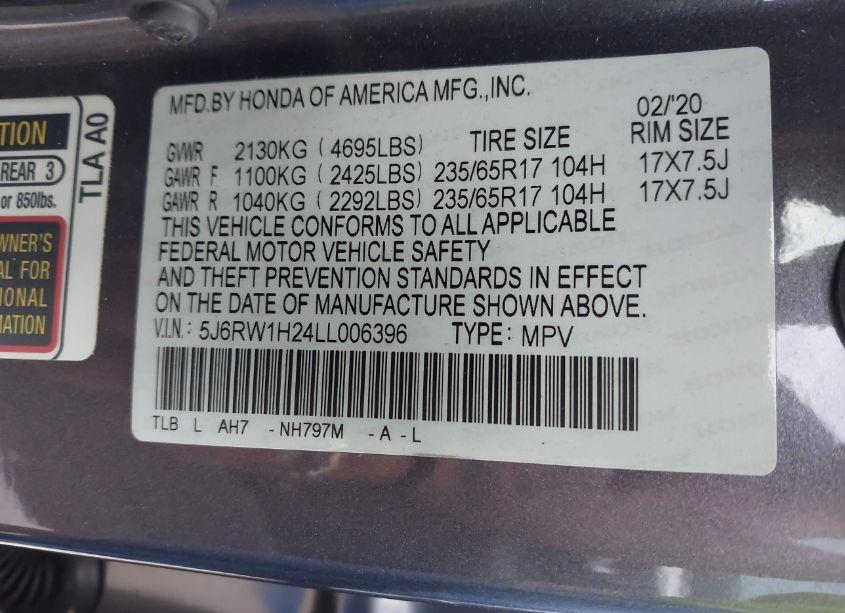 TION
REAR 3
or 850lbs.
WNER'S
AL FOR
IONAL
MATION
TLA A0
MFD.BY HONDA OF AMERICA MFG.,INC.
02/'20
GVWR 2130KG ( 4695LBS) TIRE SIZE RIM SIZE
GAWR F 1100KG ( 2425LBS) 235/65R17 104H 17X7.5J
GAWR R 1040KG ( 2292LBS) 235/65R17 104H 17X7.5J
THIS VEHICLE CONFORMS TO ALL APPLICABLE
FEDERAL MOTOR VEHICLE SAFETY
AND THEFT PREVENTION STANDARDS IN EFFECT
ON THE DATE OF MANUFACTURE SHOWN ABOVE.
V.I.N.: 5J6RW1H24LL006396 TYPE: MPV
TLB L AH7 -NH797M -A-L